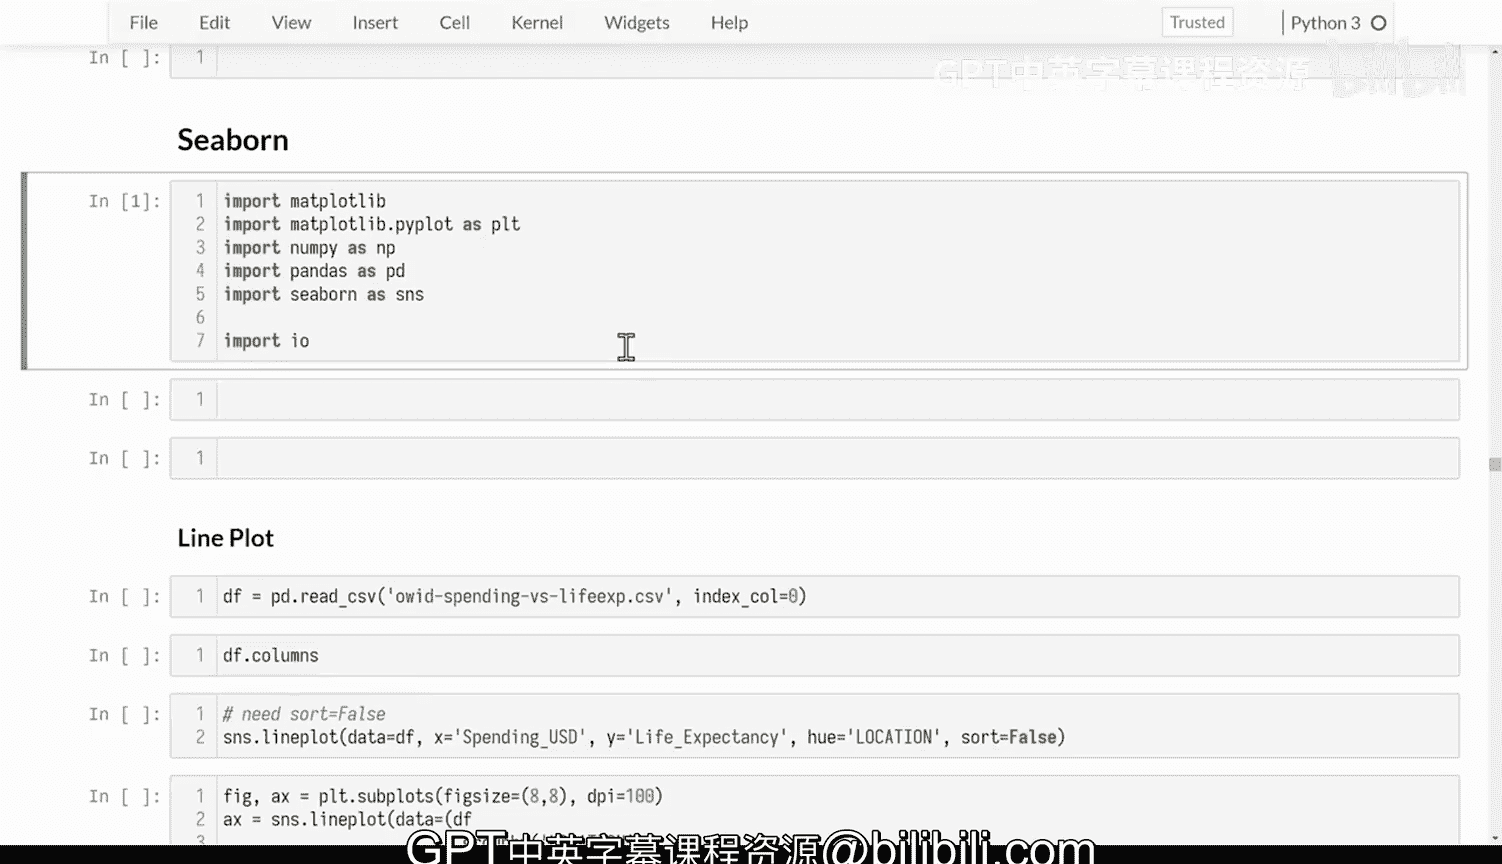 File Edit View Insert Cell Kernel Widgets Help Trusted Python 3
In [ ]: 1
GPT中英字幕课程资源 bilibili
Seaborn
In [1]: 1 import matplotlib
2 import matplotlib.pyplot as plt
3 import numpy as np
4 import pandas as pd
5 import seaborn as sns
6
7 import io
In [ ]: 1
In [ ]: 1
Line Plot
In [ ]: 1 df = pd.read_csv('owid-spending-vs-lifeexp.csv', index_col=0)
In [ ]: 1 df.columns
In [ ]: 1 # need sort=False
2 sns.lineplot(data=df, x='Spending_USD', y='Life_Expectancy', hue='LOCATION', sort=False)
In [ ]: 1 fig, ax = plt.subplots(figsize=(8,8), dpi=100)
2 ax = sns.lineplot(data=(df
3
GPT中英字幕课程资源@bilibili.com